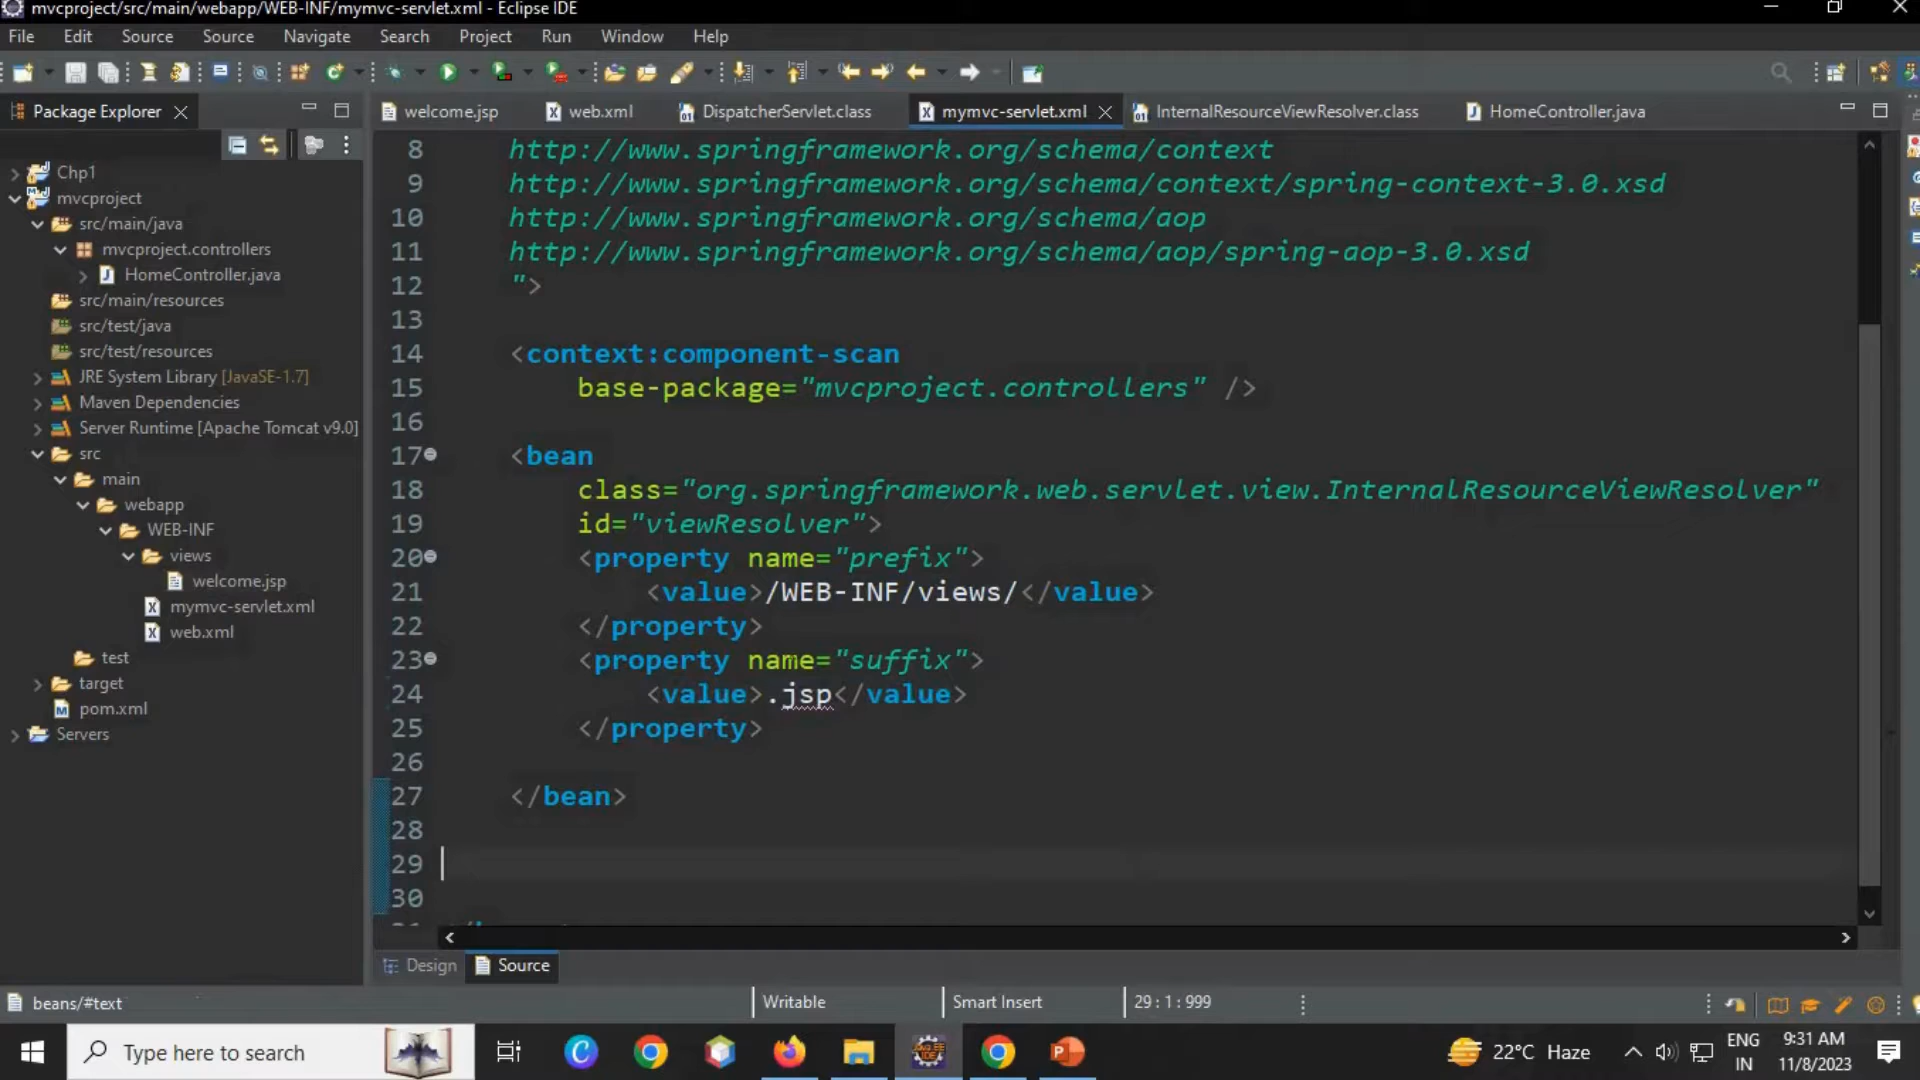 mvcproject/src/main/webapp/WEB-INF/mymvc-servlet.xml - Eclipse IDE
File Edit Source Source Navigate Search Project Run Window Help
Package Explorer
welcome.jsp web.xml DispatcherServlet.class mymvc-servlet.xml InternalResourceViewResolver.class HomeController.java
Chp1
mvcproject
src/main/java
mvcproject.controllers
HomeController.java
src/main/resources
src/test/java
src/test/resources
JRE System Library [JavaSE-1.7]
Maven Dependencies
Server Runtime [Apache Tomcat v9.0]
src
main
webapp
WEB-INF
views
welcome.jsp
mymvc-servlet.xml
web.xml
test
target
pom.xml
Servers
8 http://www.springframework.org/schema/context
9 http://www.springframework.org/schema/context/spring-context-3.0.xsd
10 http://www.springframework.org/schema/aop
11 http://www.springframework.org/schema/aop/spring-aop-3.0.xsd
12 ">
13
14 <context:component-scan
15 base-package="mvcproject.controllers" />
16
17 <bean
18 class="org.springframework.web.servlet.view.InternalResourceViewResolver"
19 id="viewResolver">
20 <property name="prefix">
21 <value>/WEB-INF/views/</value>
22 </property>
23 <property name="suffix">
24 <value>.jsp</value>
25 </property>
26
27 </bean>
28
29
30
Design Source
beans/#text Writable Smart Insert 29 : 1 : 999
Type here to search
22°C Haze
ENG
IN
9:31 AM
11/8/2023